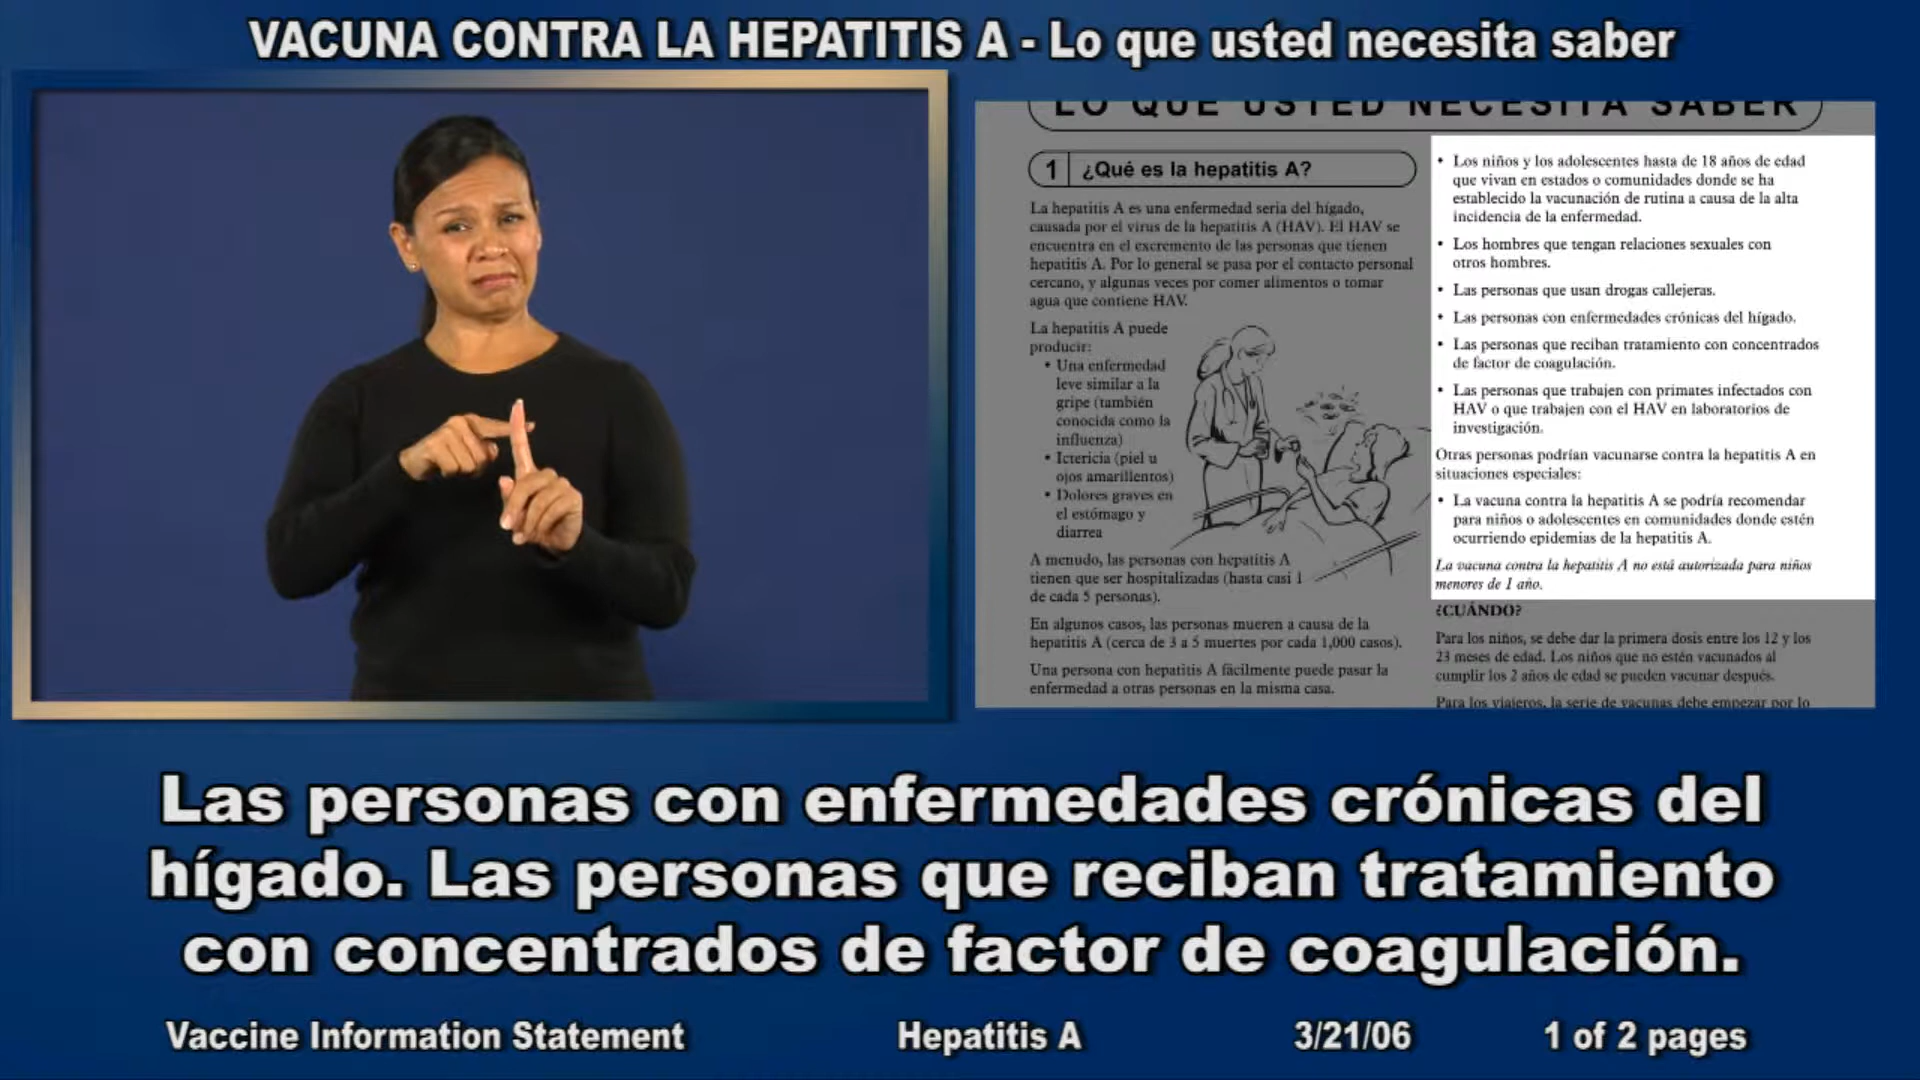 VACUNA CONTRA LA HEPATITIS A - Lo que usted necesita saber
LO QUE USTED NECESITA SABER
1 ¿Qué es la hepatitis A?
La hepatitis A es una enfermedad seria del hígado,
causada por el virus de la hepatitis A (HAV). El HAV se
encuentra en el excremento de las personas que tienen
hepatitis A. Por lo general se pasa por el contacto personal
cercano, y algunas veces por comer alimentos o tomar
agua que contiene HAV.
La hepatitis A puede
producir:
• Una enfermedad
leve similar a la
gripe (también
conocida como la
influenza)
• Ictericia (piel u
ojos amarillentos)
• Dolores graves en
el estómago y
diarrea
A menudo, las personas con hepatitis A
tienen que ser hospitalizadas (hasta casi 1
de cada 5 personas).
En algunos casos, las personas mueren a causa de la
hepatitis A (cerca de 3 a 5 muertes por cada 1,000 casos).
Una persona con hepatitis A fácilmente puede pasar la
enfermedad a otras personas en la misma casa.
• Los niños y los adolescentes hasta de 18 años de edad
que vivan en estados o comunidades donde se ha
establecido la vacunación de rutina a causa de la alta
incidencia de la enfermedad.
• Los hombres que tengan relaciones sexuales con
otros hombres.
• Las personas que usan drogas callejeras.
• Las personas con enfermedades crónicas del hígado.
• Las personas que reciban tratamiento con concentrados
de factor de coagulación.
• Las personas que trabajen con primates infectados con
HAV o que trabajen con el HAV en laboratorios de
investigación.
Otras personas podrían vacunarse contra la hepatitis A en
situaciones especiales:
• La vacuna contra la hepatitis A se podría recomendar
para niños o adolescentes en comunidades donde estén
ocurriendo epidemias de la hepatitis A.
La vacuna contra la hepatitis A no está autorizada para niños
menores de 1 año.
¿CUÁNDO?
Para los niños, se debe dar la primera dosis entre los 12 y los
23 meses de edad. Los niños que no estén vacunados al
cumplir los 2 años de edad se pueden vacunar después.
Para los viajeros, la serie de vacunas debe empezar por lo
Las personas con enfermedades crónicas del
hígado. Las personas que reciban tratamiento
con concentrados de factor de coagulación.
Vaccine Information Statement Hepatitis A 3/21/06 1 of 2 pages